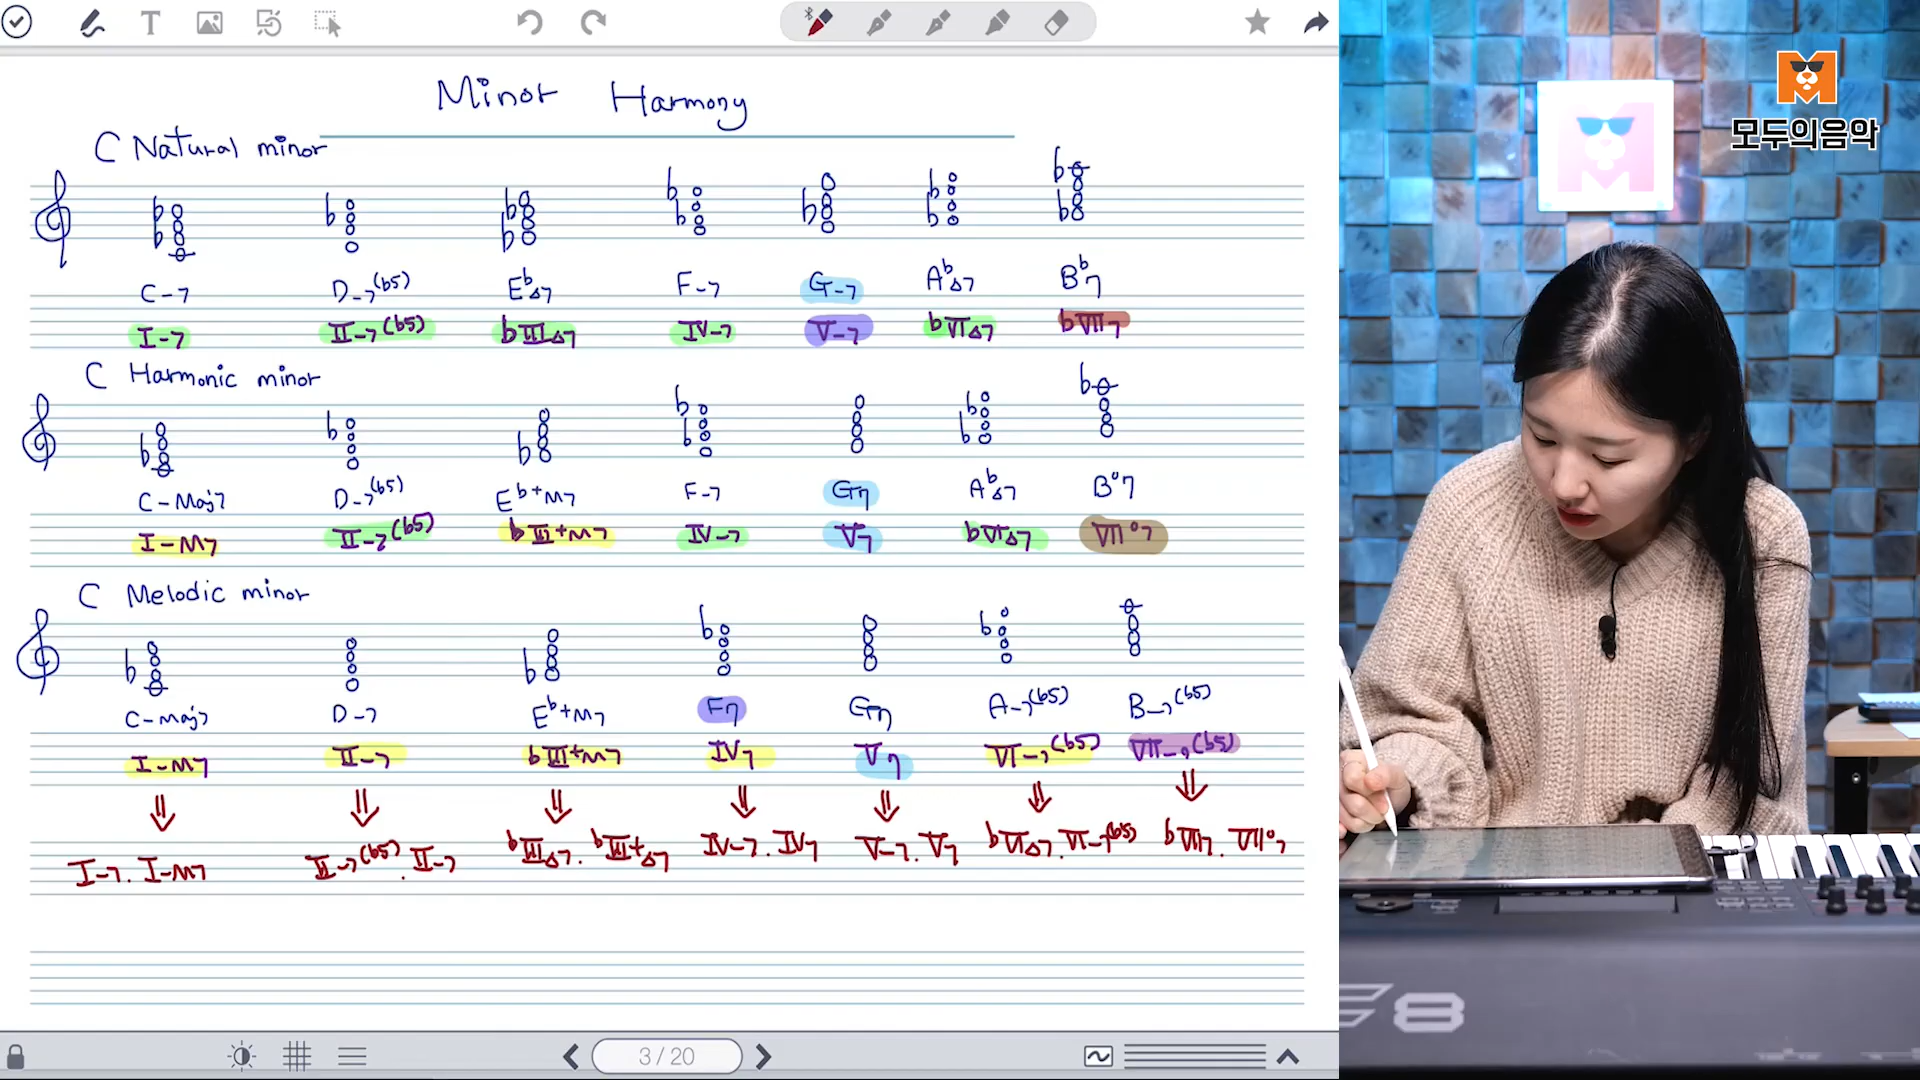 Minor Harmony
C Natural minor
C-7 D-7(b5) Eb△7 F-7 G-7 Ab△7 Bb7
I-7 II-7(b5) bIII△7 IV-7 V-7 bVI△7 bVII7
C Harmonic minor
C-Maj7 D-7(b5) Eb+M7 F-7 G7 Ab△7 B°7
I-M7 II-7(b5) bIII+M7 IV-7 V7 bVI△7 VII°7
C Melodic minor
C-Maj7 D-7 Eb+M7 F7 G7 A-7(b5) B-7(b5)
I-M7 II-7 bIII+M7 IV7 V7 VI-7(b5) VII-7(b5)
I-7. I-M7 II-7(b5). II-7 bIII△7. bIII+△7 IV-7. IV7 V-7. V7 bVI△7. VI-7(b5) bVII7. VII°7
3 / 20
모두의음악
8